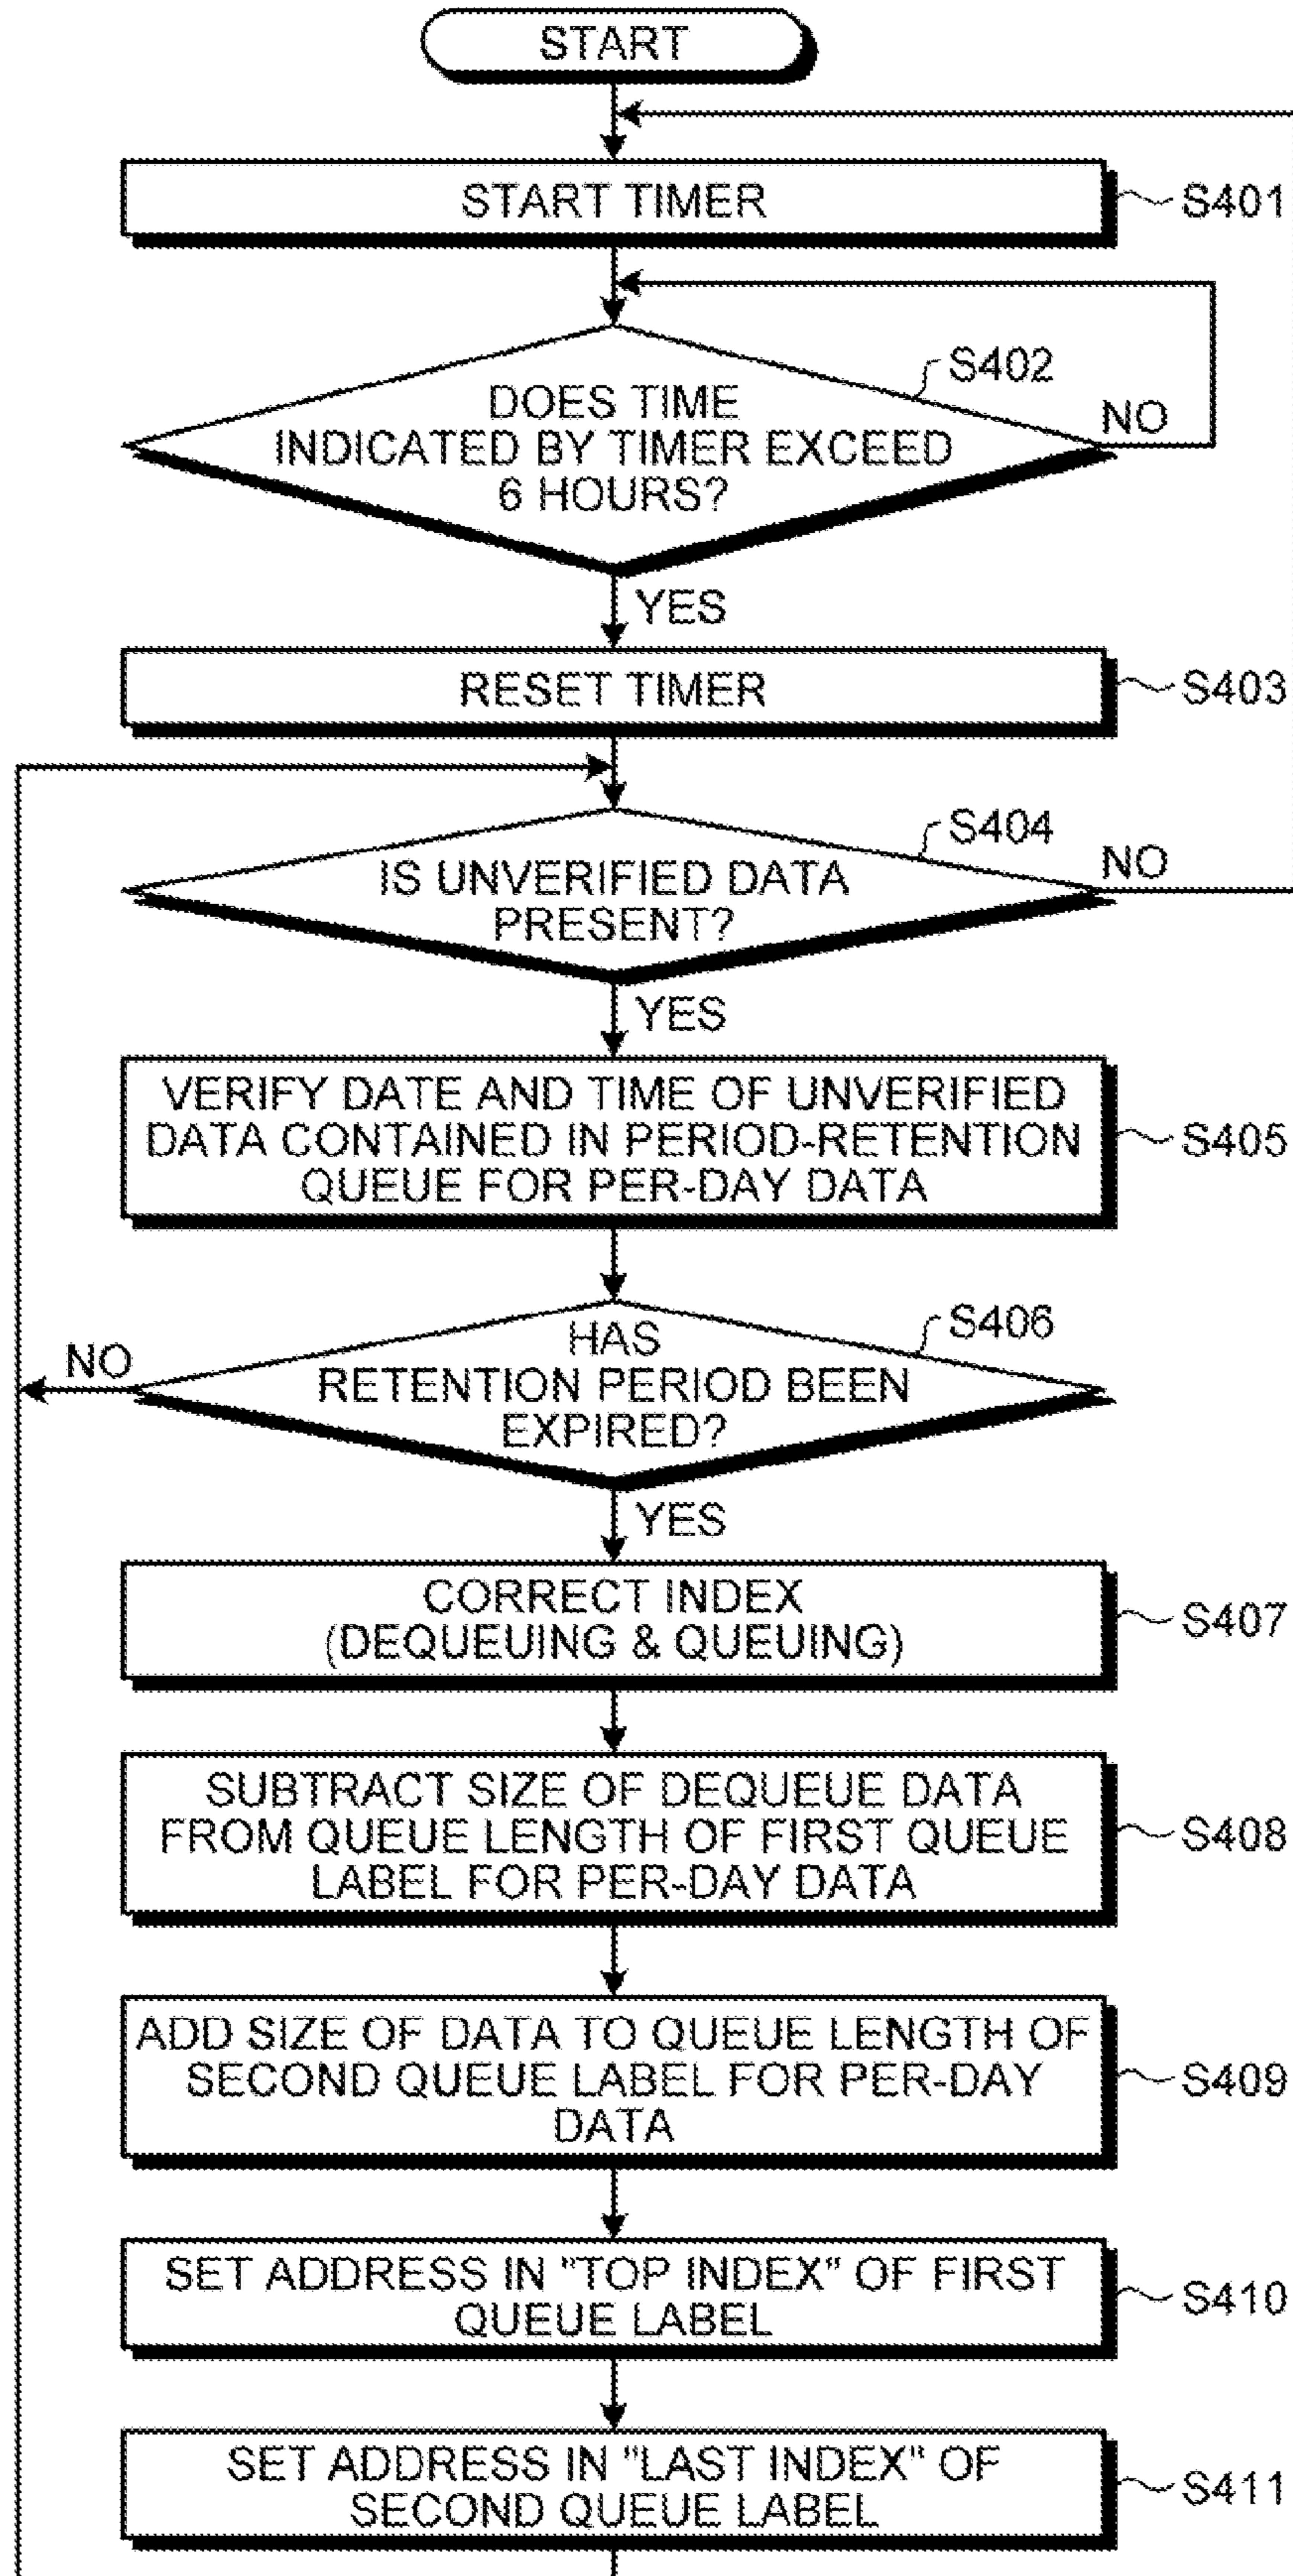 START
START TIMER
S401
S402
DOES TIME
INDICATED BY TIMER EXCEED
6 HOURS?
NO
YES
RESET TIMER
S403
S404
IS UNVERIFIED DATA
PRESENT?
NO
YES
VERIFY DATE AND TIME OF UNVERIFIED
DATA CONTAINED IN PERIOD-RETENTION
QUEUE FOR PER-DAY DATA
S405
S406
HAS
RETENTION PERIOD BEEN
EXPIRED?
NO
YES
CORRECT INDEX
(DEQUEUING & QUEUING)
S407
SUBTRACT SIZE OF DEQUEUE DATA
FROM QUEUE LENGTH OF FIRST QUEUE
LABEL FOR PER-DAY DATA
S408
ADD SIZE OF DATA TO QUEUE LENGTH OF
SECOND QUEUE LABEL FOR PER-DAY
DATA
S409
SET ADDRESS IN "TOP INDEX" OF FIRST
QUEUE LABEL
S410
SET ADDRESS IN "LAST INDEX" OF
SECOND QUEUE LABEL
S411